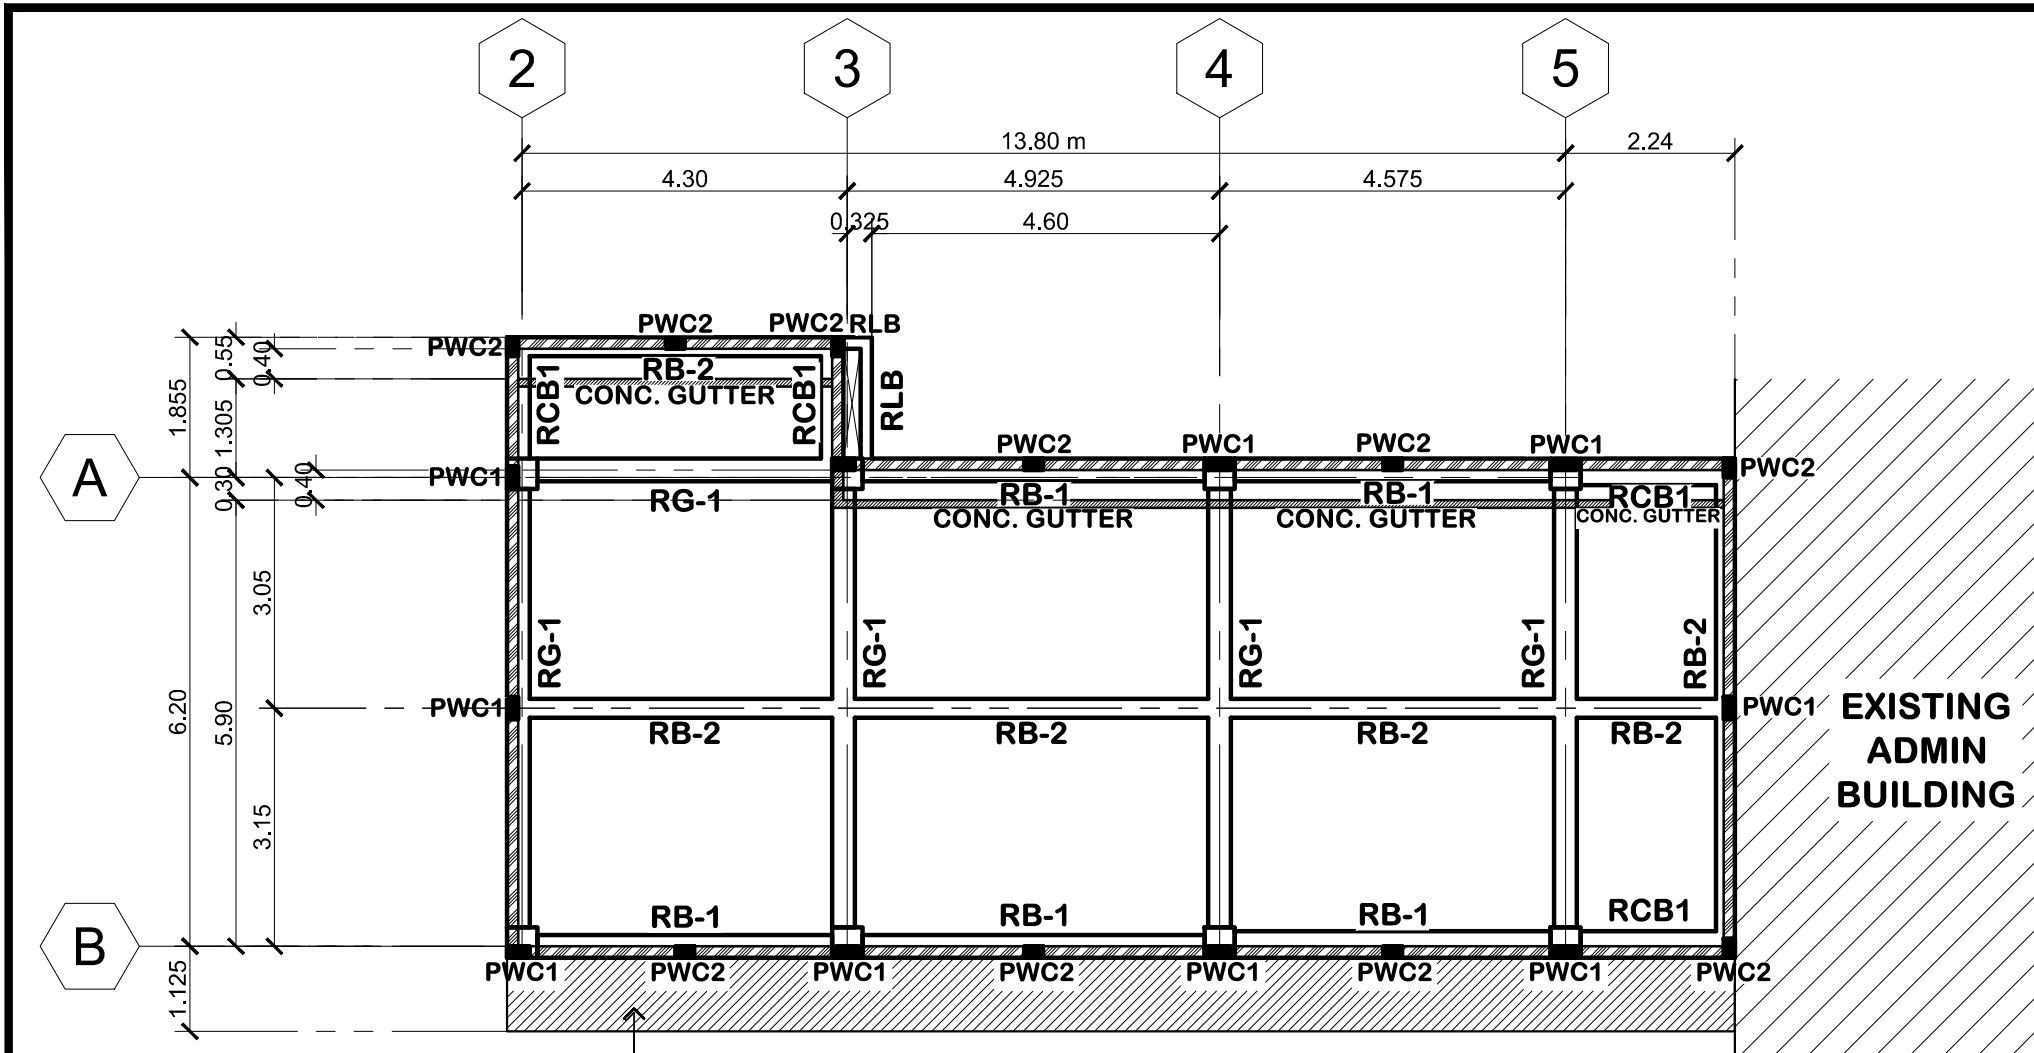 2 3 4 5
13.80 m 2.24
4.30 4.925 4.575
0.325 4.60
PWC2 PWC2 RLB
PWC2
0.55
0.40
1.855
1.305
0.30
0.40
RB-2
CONC. GUTTER
RCB1
RCB1
RLB
PWC2 PWC1 PWC2 PWC1
A
PWC1
PWC2
RG-1
RB-1
CONC. GUTTER
RB-1
CONC. GUTTER
RCB1
CONC. GUTTER
3.05
RG-1
RG-1
RG-1
RG-1
RB-2
PWC1
PWC1
6.20
5.90
RB-2 RB-2 RB-2 RB-2
EXISTING
ADMIN
BUILDING
3.15
RB-1 RB-1 RB-1 RCB1
B
PWC1 PWC2 PWC1 PWC2 PWC1 PWC2 PWC1 PWC2
1.125